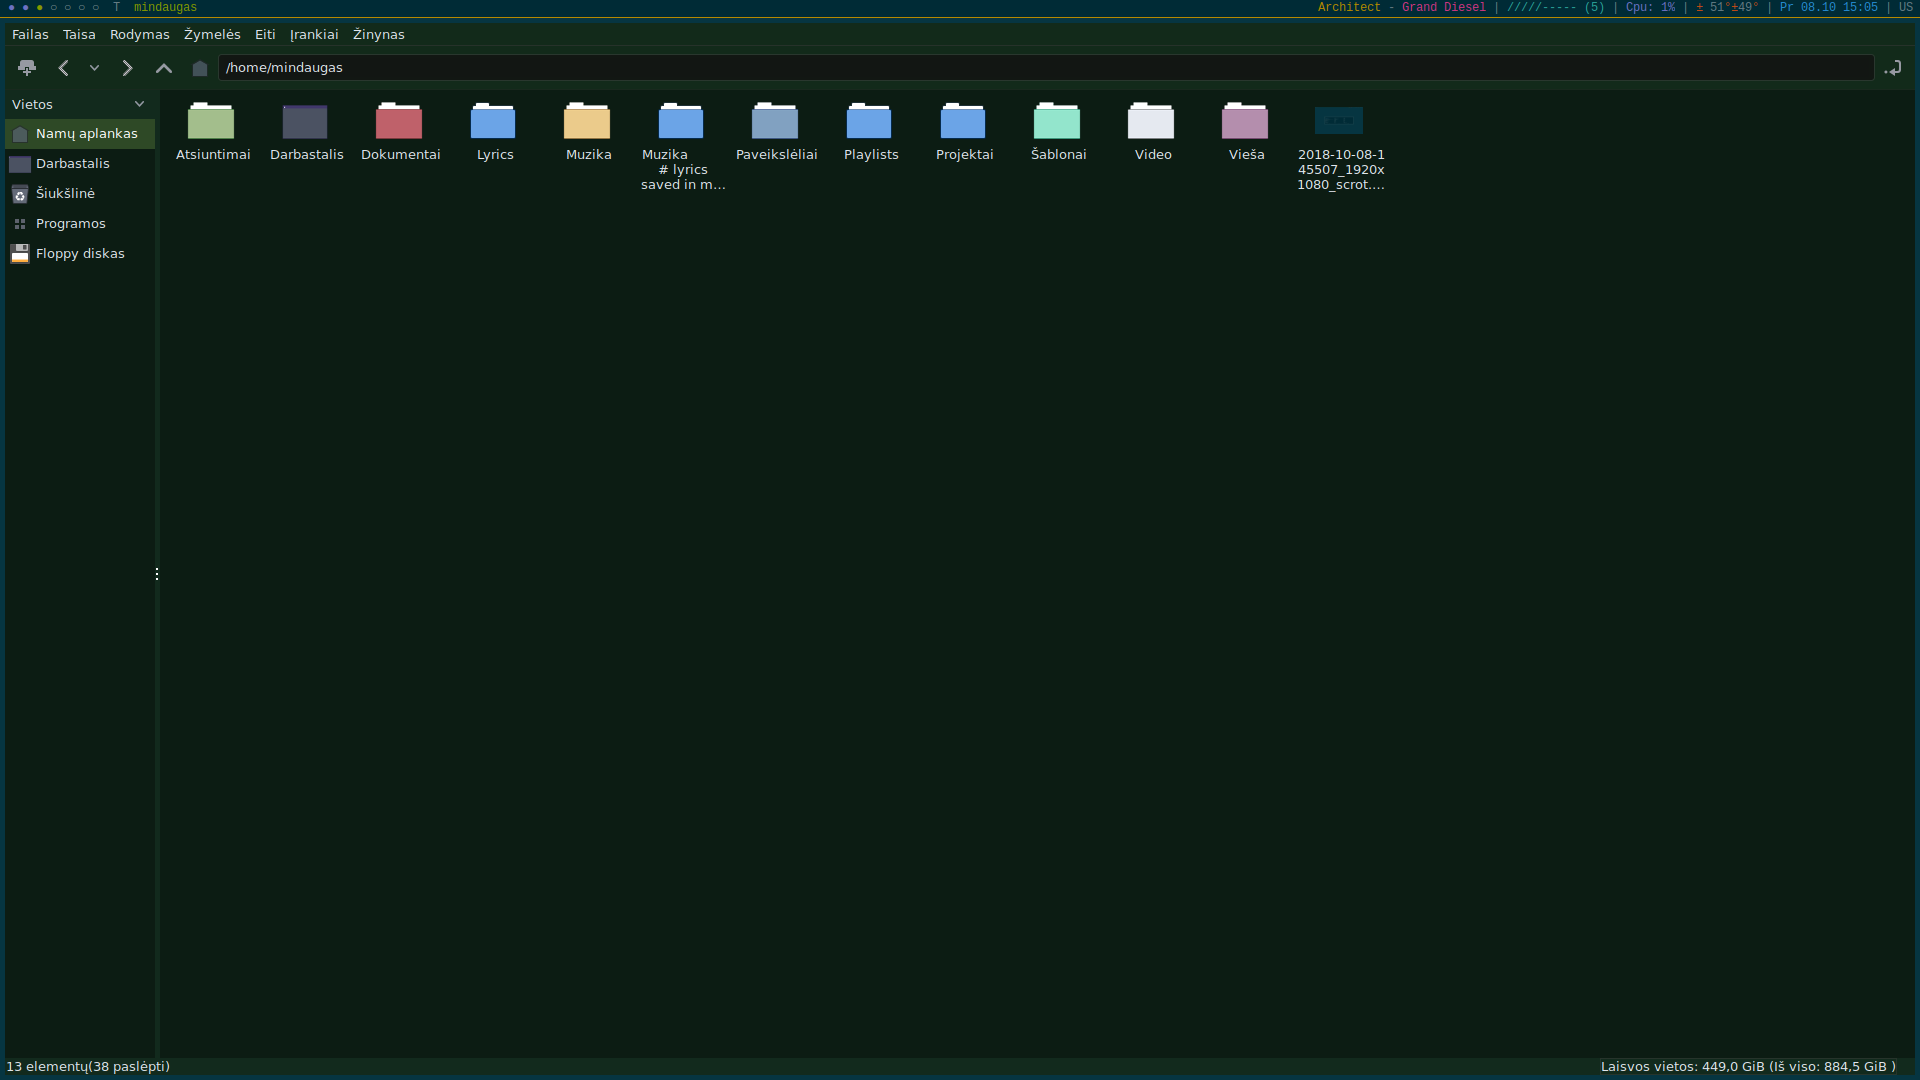 T mindaugas
Architect - Grand Diesel | /////----- (5) | Cpu: 1% | ± 51°±49° | Pr 08.10 15:05 | US
Failas Taisa Rodymas Žymelės Eiti Įrankiai Žinynas
/home/mindaugas
Vietos
Namų aplankas
Darbastalis
Šiukšlinė
Programos
Floppy diskas
Atsiuntimai
Darbastalis
Dokumentai
Lyrics
Muzika
Muzika
# lyrics
saved in m...
Paveikslėliai
Playlists
Projektai
Šablonai
Video
Vieša
2018-10-08-1
45507_1920x
1080_scrot....
13 elementų(38 paslėpti)
Laisvos vietos: 449,0 GiB (Iš viso: 884,5 GiB )